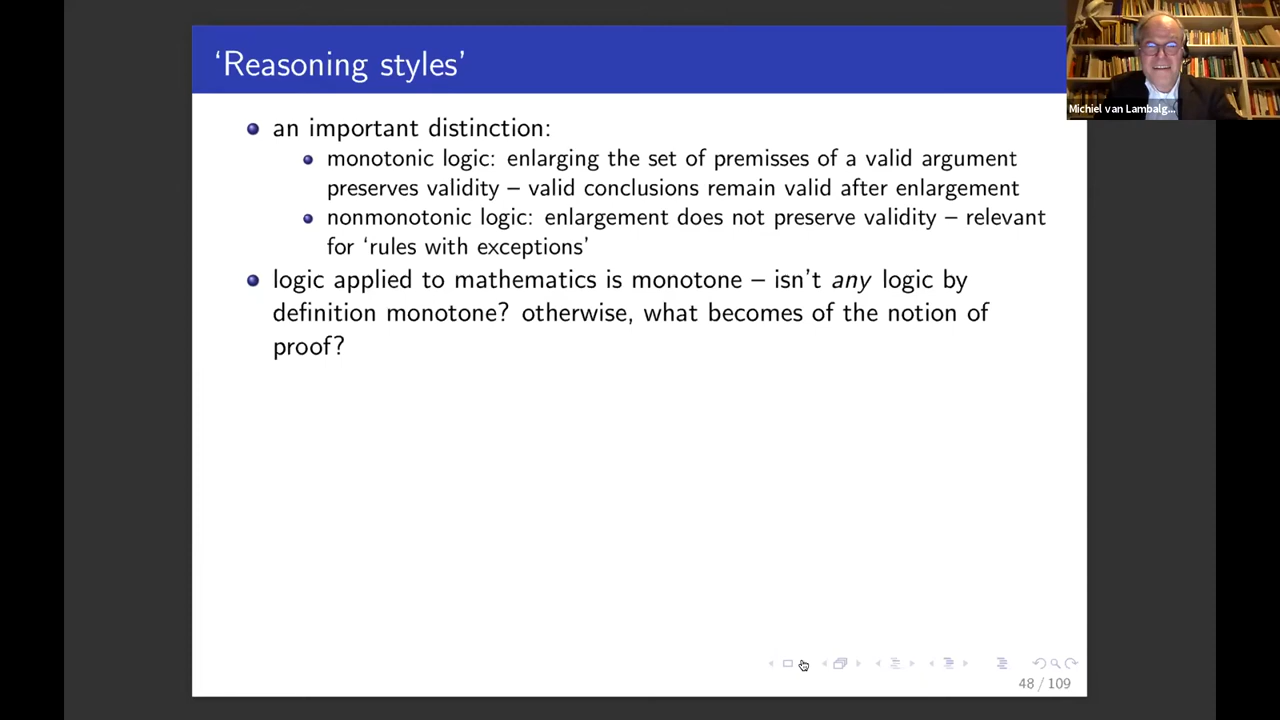 ‘Reasoning styles’
an important distinction:
monotonic logic: enlarging the set of premisses of a valid argument
preserves validity – valid conclusions remain valid after enlargement
nonmonotonic logic: enlargement does not preserve validity – relevant
for ‘rules with exceptions’
logic applied to mathematics is monotone – isn’t any logic by
definition monotone? otherwise, what becomes of the notion of
proof?
Michiel van Lambalg...
48 / 109